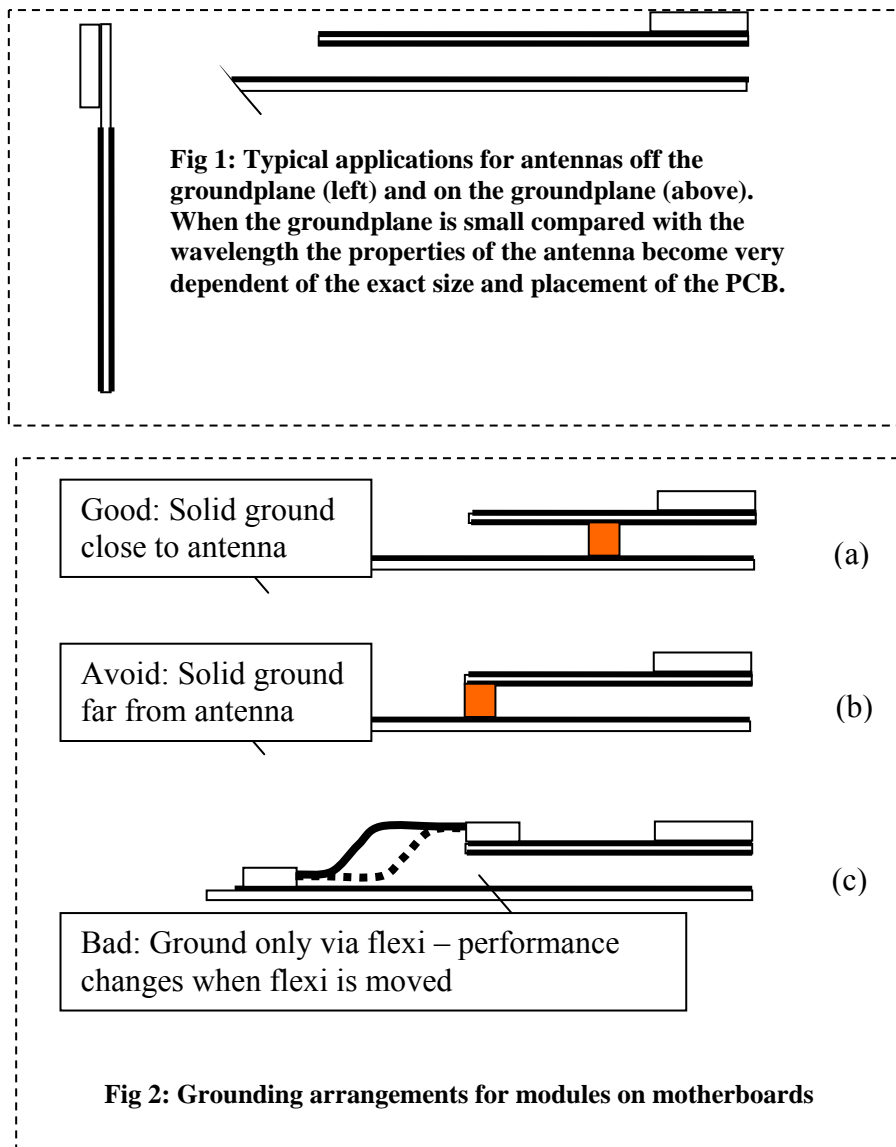 Fig 1: Typical applications for antennas off the
groundplane (left) and on the groundplane (above).
When the groundplane is small compared with the
wavelength the properties of the antenna become very
dependent of the exact size and placement of the PCB.
Good: Solid ground
close to antenna
(a)
Avoid: Solid ground
far from antenna
(b)
(c)
Bad: Ground only via flexi – performance
changes when flexi is moved
Fig 2: Grounding arrangements for modules on motherboards